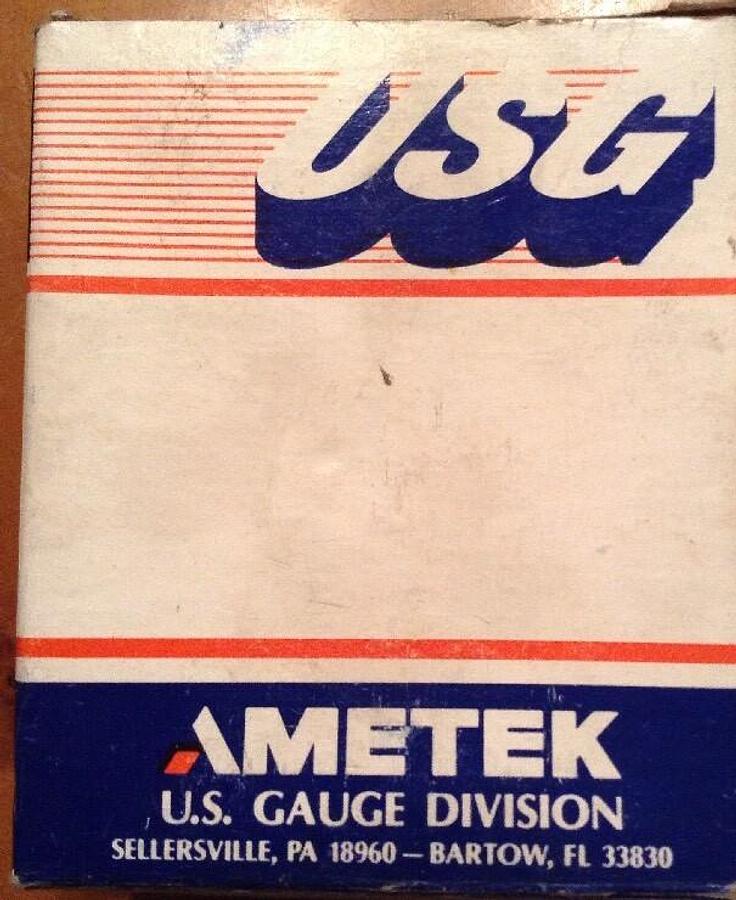 USG
AMETEK
U.S. GAUGE DIVISION
SELLERSVILLE, PA 18960 — BARTOW, FL 33830